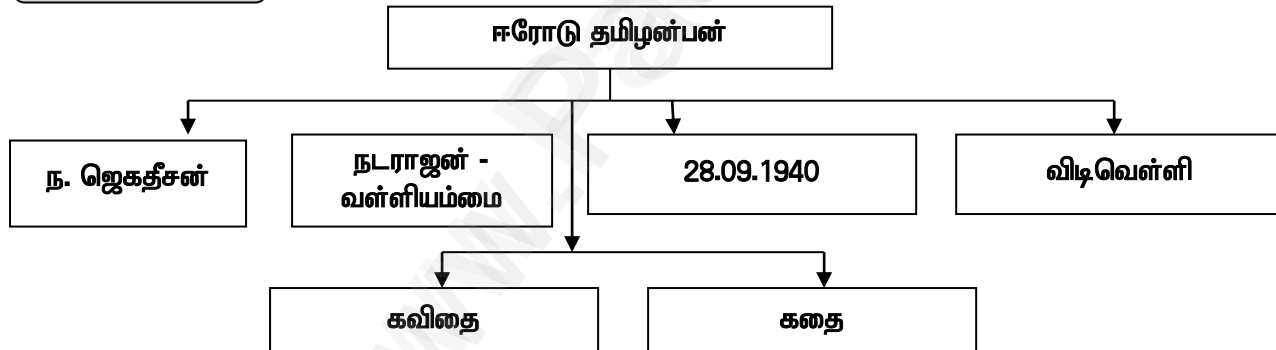 ஈரோடு தமிழன்பன்
ந. ஜெகதீசன்
நடராஜன் -
வள்ளியம்மை
28.09.1940
விடிவெள்ளி
கவிதை
கதை